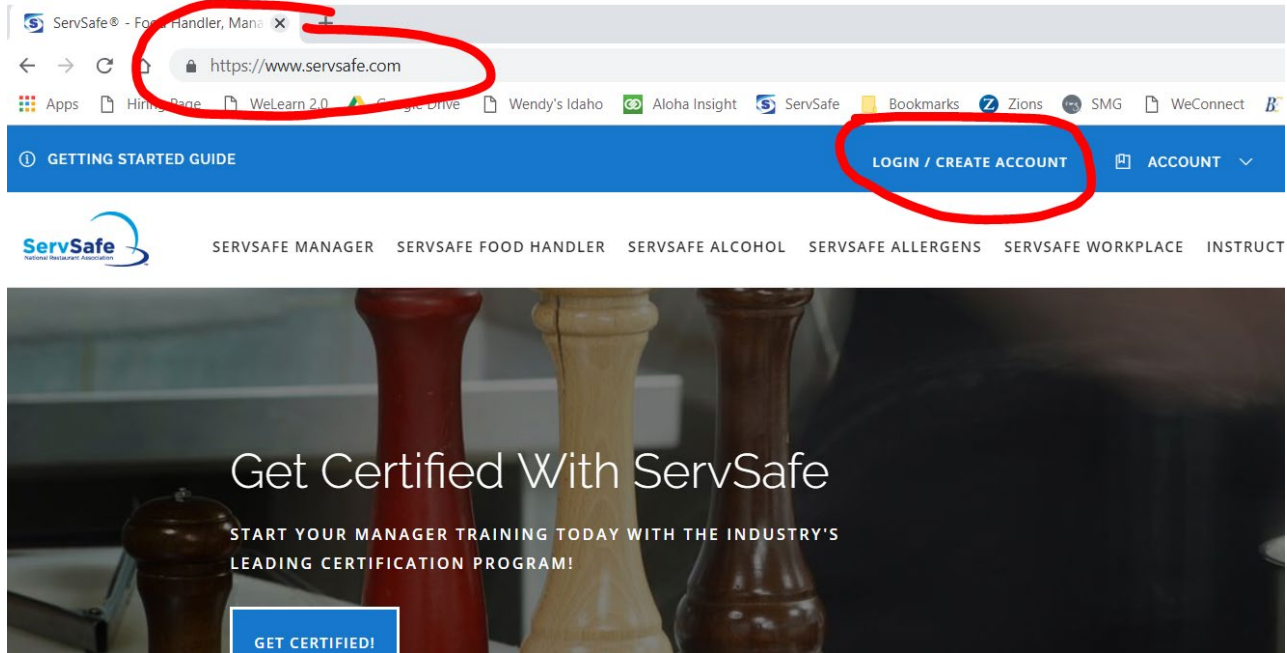 ServSafe® - Food Handler, Mana
https://www.servsafe.com
Apps Hiring Page WeLearn 2.0 Google Drive Wendy's Idaho Aloha Insight ServSafe Bookmarks Zions SMG WeConnect
GETTING STARTED GUIDE LOGIN / CREATE ACCOUNT ACCOUNT
ServSafe
National Restaurant Association
SERVSAFE MANAGER SERVSAFE FOOD HANDLER SERVSAFE ALCOHOL SERVSAFE ALLERGENS SERVSAFE WORKPLACE INSTRUCT
Get Certified With ServSafe
START YOUR MANAGER TRAINING TODAY WITH THE INDUSTRY'S
LEADING CERTIFICATION PROGRAM!
GET CERTIFIED!